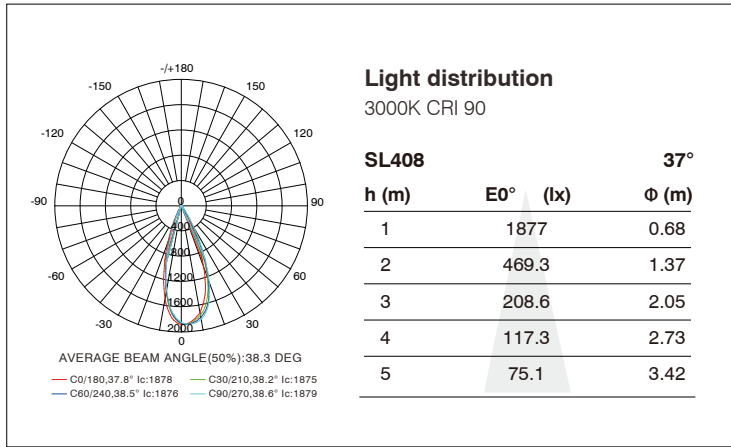 -/+180
-150 150
-120 120
-90 90
-60 60
-30 30
0
0
400
800
1200
1600
2000
AVERAGE BEAM ANGLE(50%):38.3 DEG
C0/180,37.8° Ic:1878 C30/210,38.2° Ic:1875
C60/240,38.5° Ic:1876 C90/270,38.6° Ic:1879
Light distribution
3000K CRI 90
SL408 37°
h (m) E0° (lx) Φ (m)
1 1877 0.68
2 469.3 1.37
3 208.6 2.05
4 117.3 2.73
5 75.1 3.42